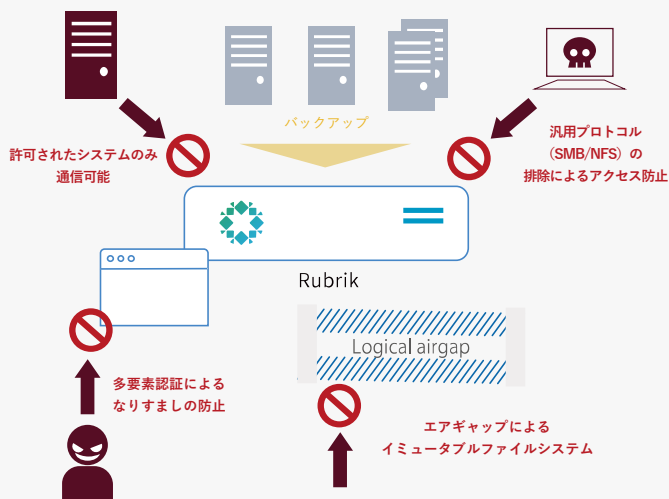 バックアップ
許可されたシステムのみ
通信可能
汎用プロトコル
（SMB/NFS）の
排除によるアクセス防止
Rubrik
Logical airgap
多要素認証による
なりすましの防止
エアギャップによる
イミュータブルファイルシステム